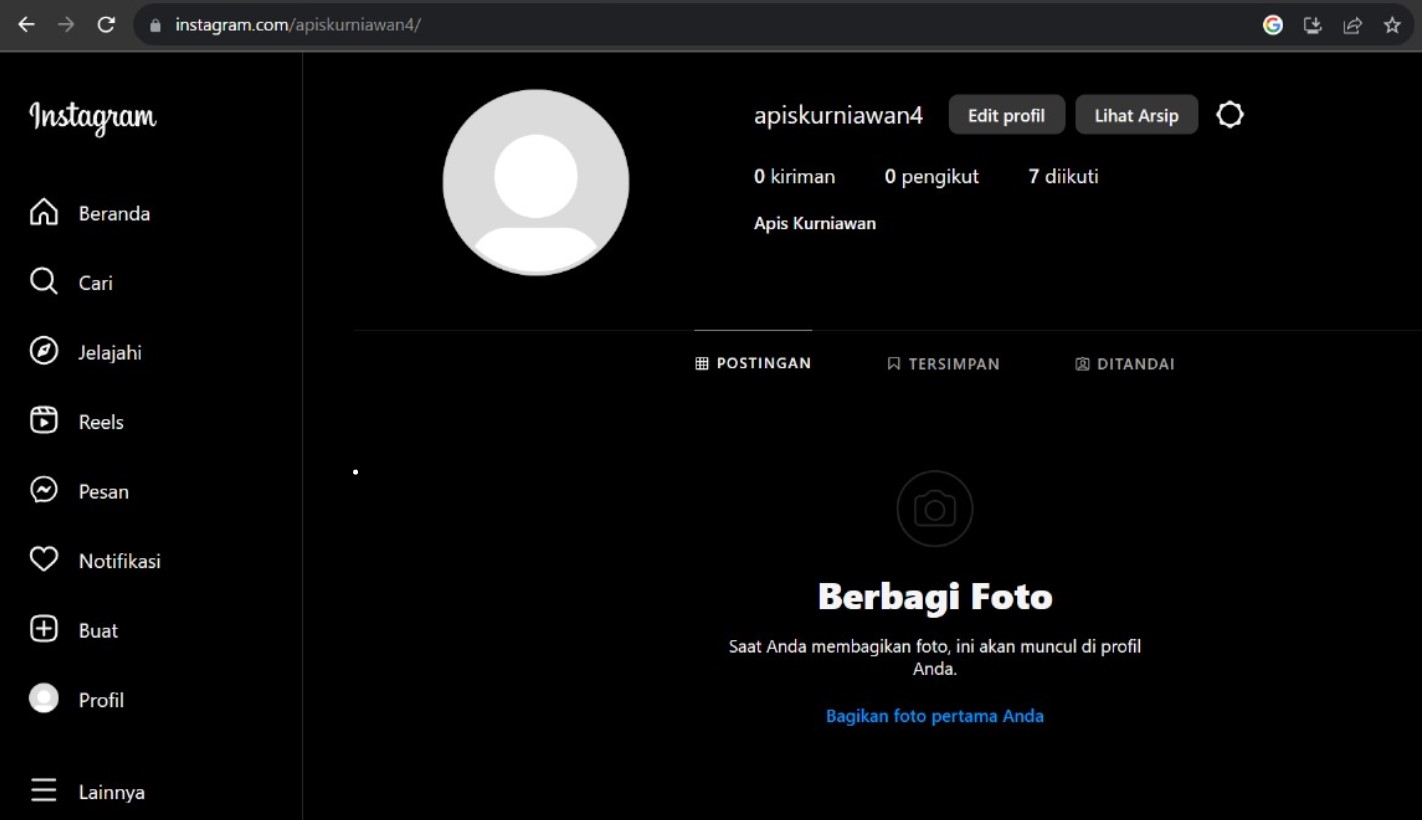 instagram.com/apiskurniawan4/
Instagram
Beranda
Cari
Jelajahi
Reels
Pesan
Notifikasi
Buat
Profil
Lainnya
apiskurniawan4 Edit profil Lihat Arsip
0 kiriman 0 pengikut 7 diikuti
Apis Kurniawan
POSTINGAN TERSIMPAN DITANDAI
Berbagi Foto
Saat Anda membagikan foto, ini akan muncul di profil
Anda.
Bagikan foto pertama Anda